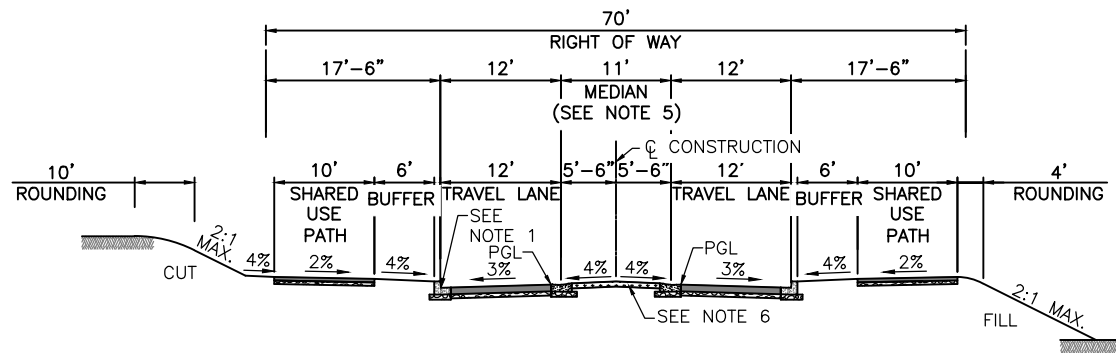 70'
RIGHT OF WAY
17'-6" 12' 11' 12' 17'-6"
MEDIAN
(SEE NOTE 5)
℄ CONSTRUCTION
10' 10' 6' 12' 5'-6" 5'-6" 12' 6' 10' 4'
ROUNDING SHARED USE PATH BUFFER TRAVEL LANE TRAVEL LANE BUFFER SHARED USE PATH ROUNDING
SEE NOTE 1
PGL PGL
2:1 MAX. 4% 2% 4% 3% 4% 4% 3% 4% 2% 2:1 MAX.
CUT
SEE NOTE 6
FILL